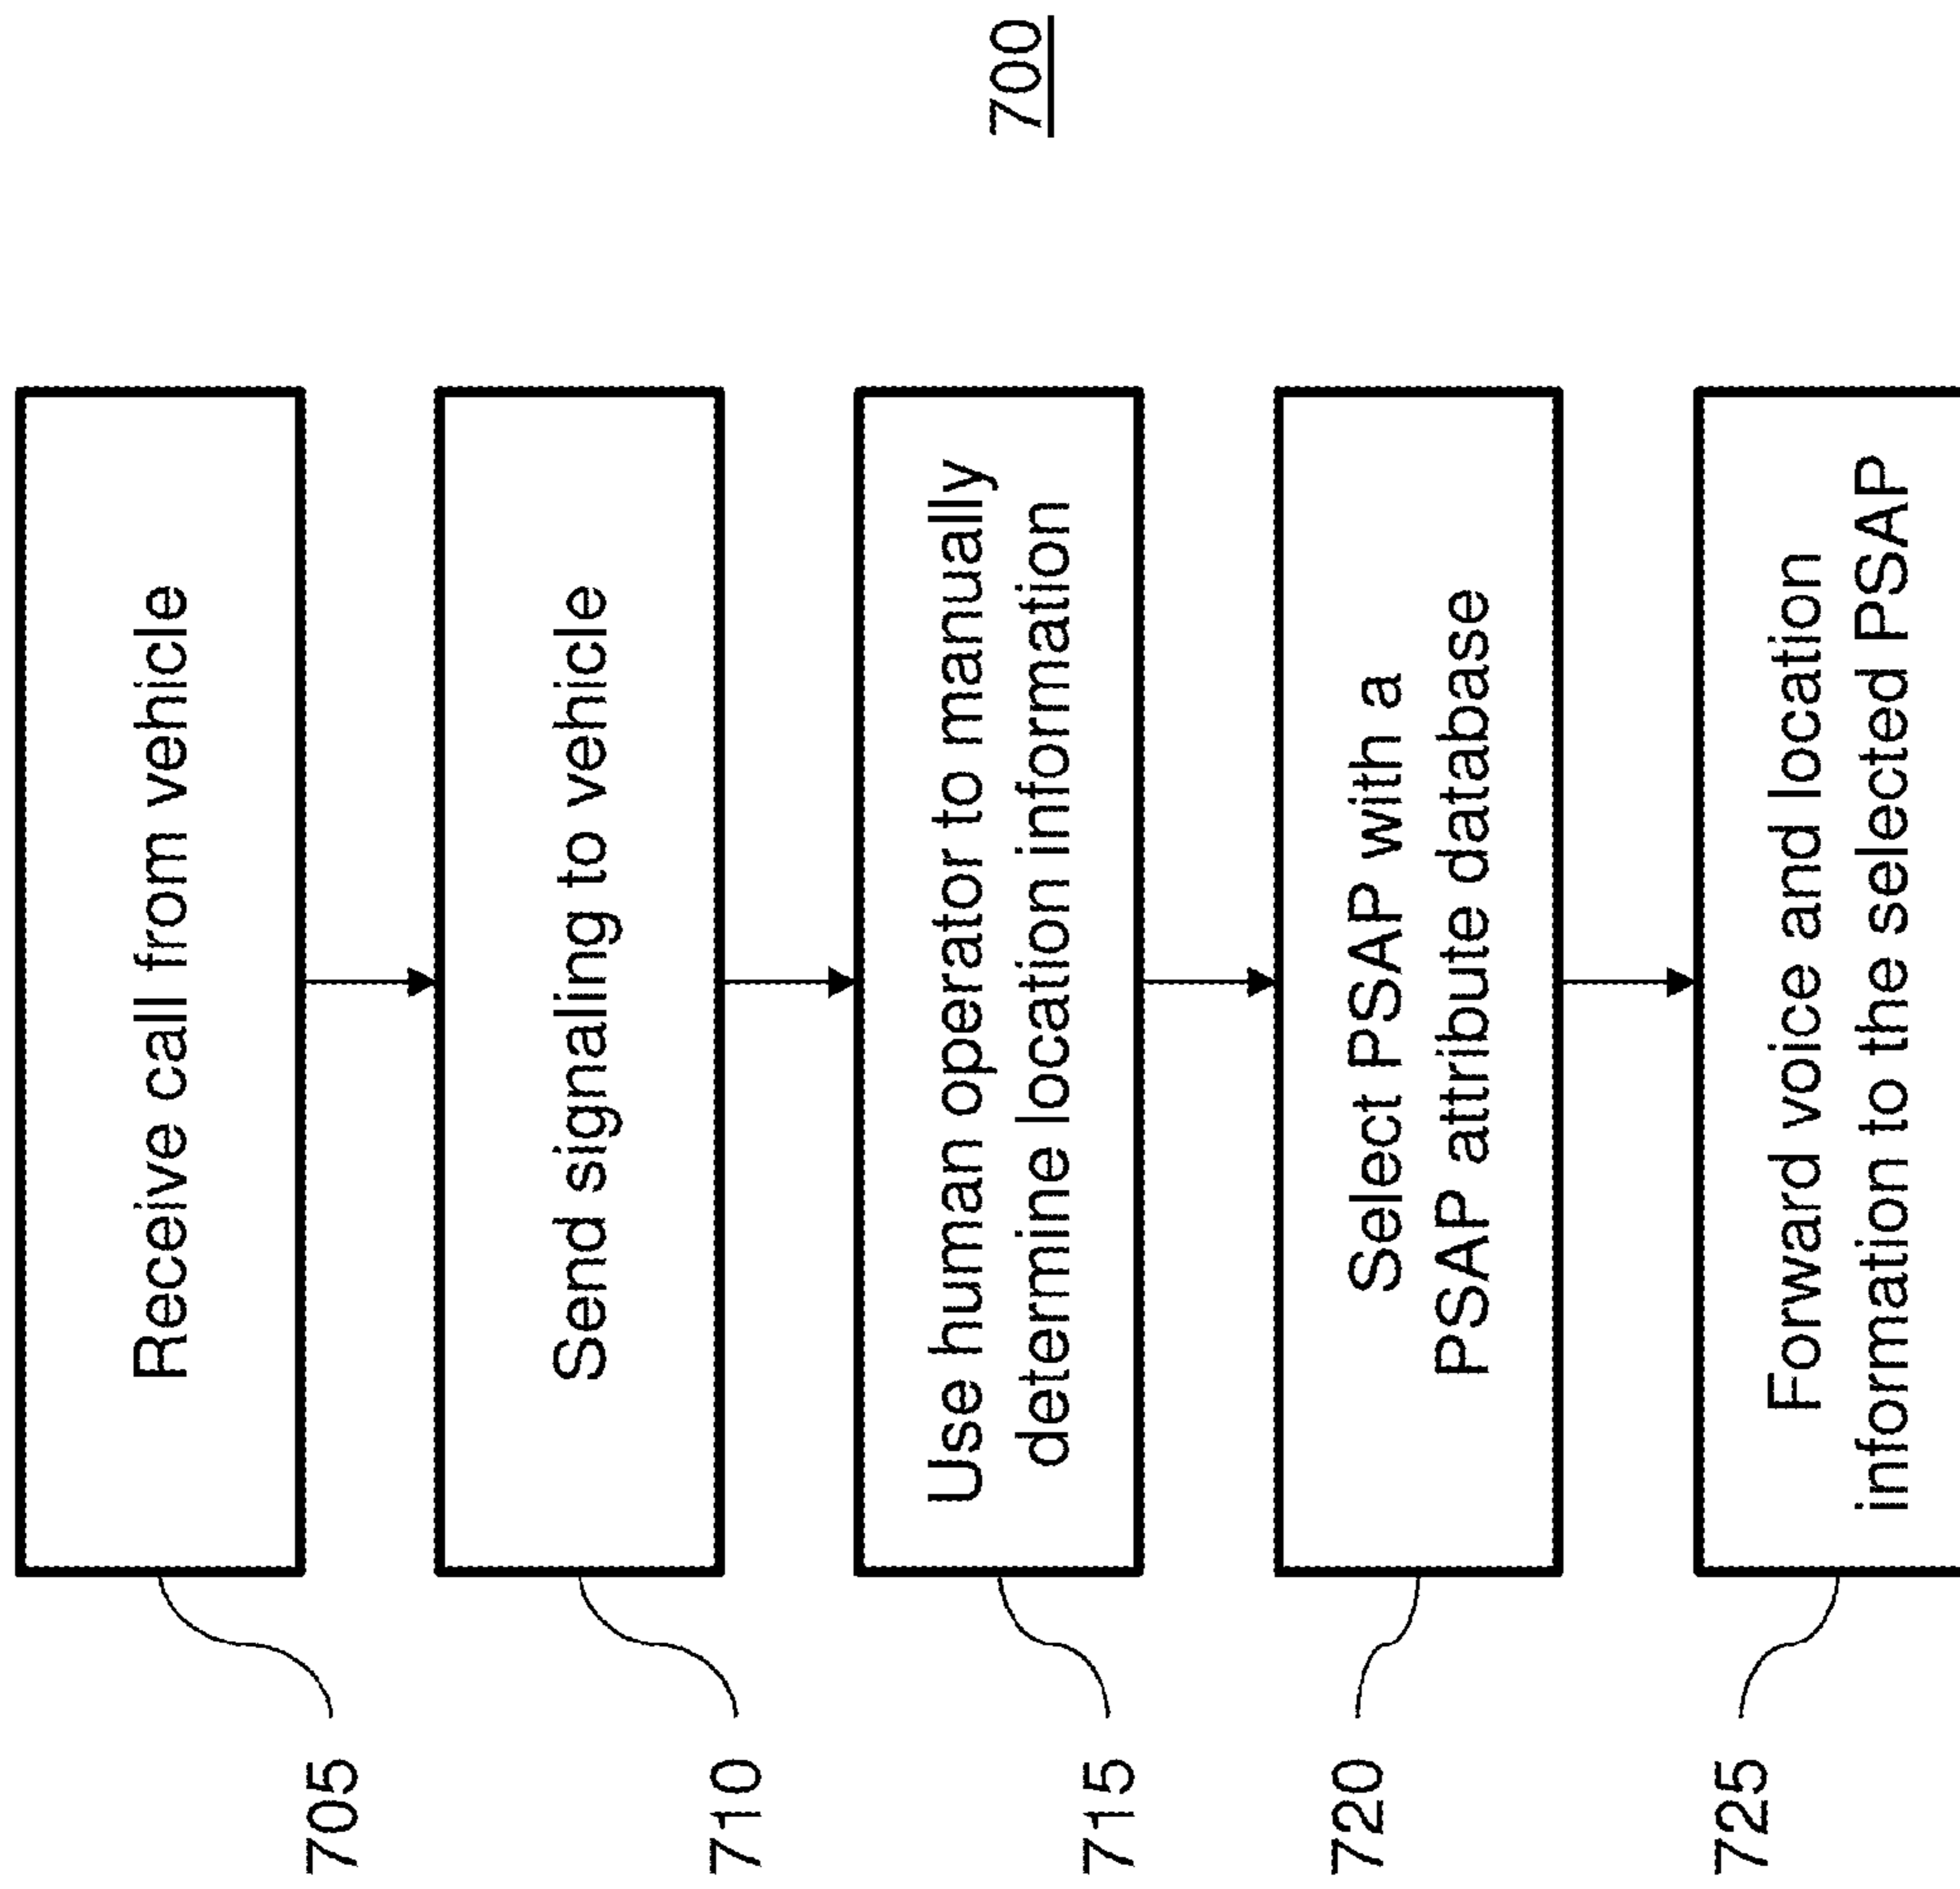 700
705
Receive call from vehicle
710
Send signaling to vehicle
715
Use human operator to manually
determine location information
720
Select PSAP with a
PSAP attribute database
725
Forward voice and location
information to the selected PSAP